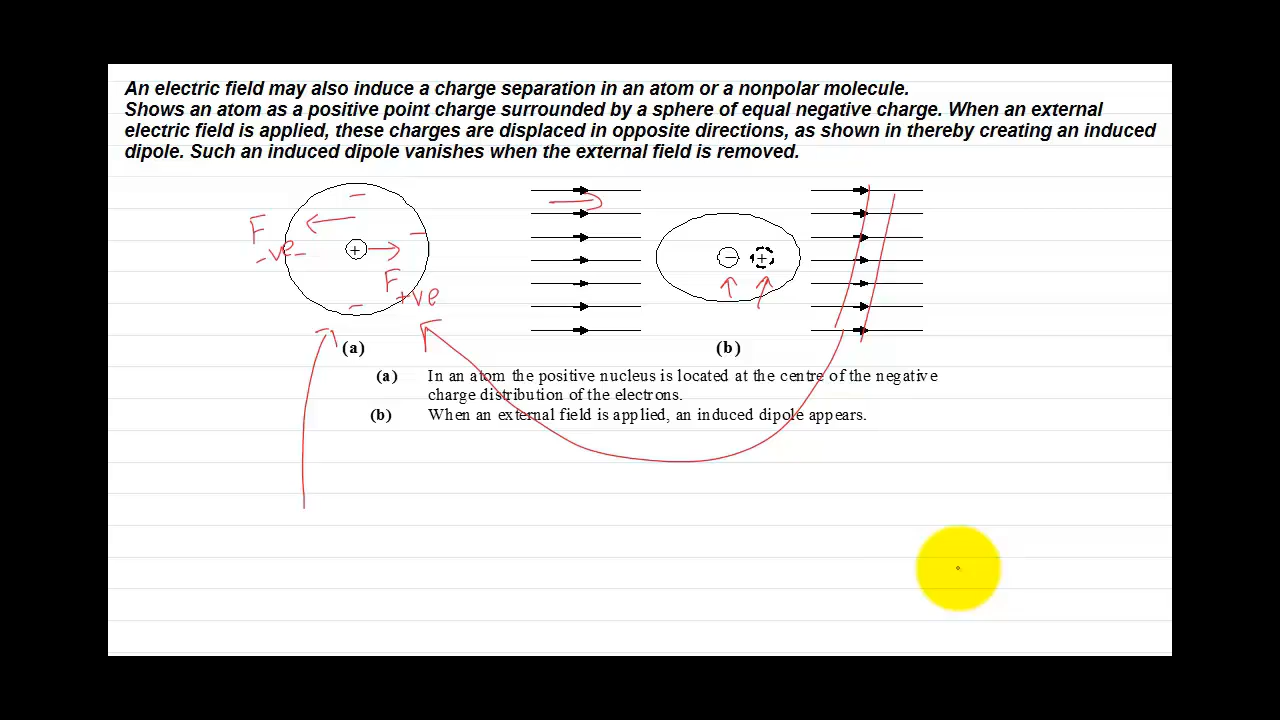 An electric field may also induce a charge separation in an atom or a nonpolar molecule.
Shows an atom as a positive point charge surrounded by a sphere of equal negative charge. When an external
electric field is applied, these charges are displaced in opposite directions, as shown in thereby creating an induced
dipole. Such an induced dipole vanishes when the external field is removed.
F
-ve-
+
F
+ve
− +
(a)
(b)
(a) In an atom the positive nucleus is located at the centre of the negative
charge distribution of the electrons.
(b) When an external field is applied, an induced dipole appears.